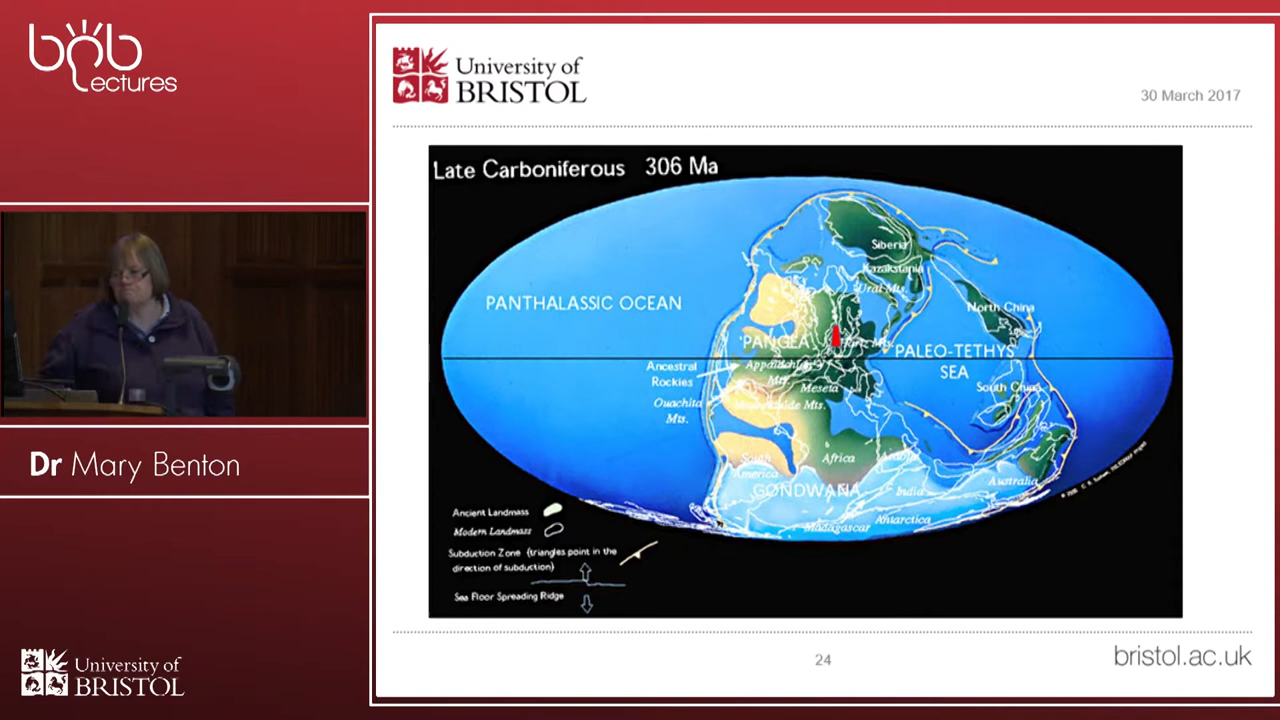 bob
Lectures
Dr Mary Benton
University of
BRISTOL
University of
BRISTOL
30 March 2017
Late Carboniferous 306 Ma
PANTHALASSIC OCEAN
Siberia
Kazakstania
Ural Mts.
North China
PANGEA
PALEO-TETHYS
SEA
Ancestral
Rockies
Meseta
South China
Ouachita
Mts.
South
America
Africa
Arabia
GONDWANA
India
Australia
Madagascar
Antarctica
Ancient Landmass
Modern Landmass
Subduction Zone (triangles point in the
direction of subduction)
Sea Floor Spreading Ridge
24
bristol.ac.uk